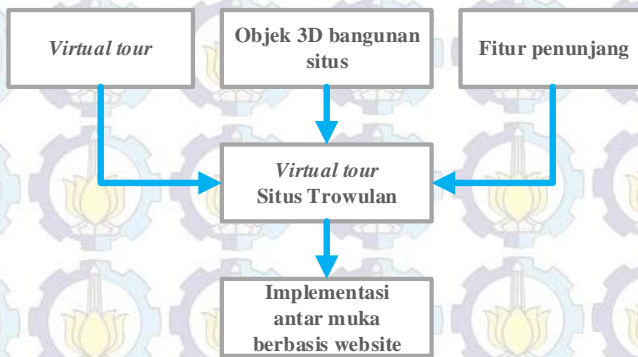 Virtual tour
Objek 3D bangunan
situs
Fitur penunjang
Virtual tour
Situs Trowulan
Implementasi
antar muka
berbasis website